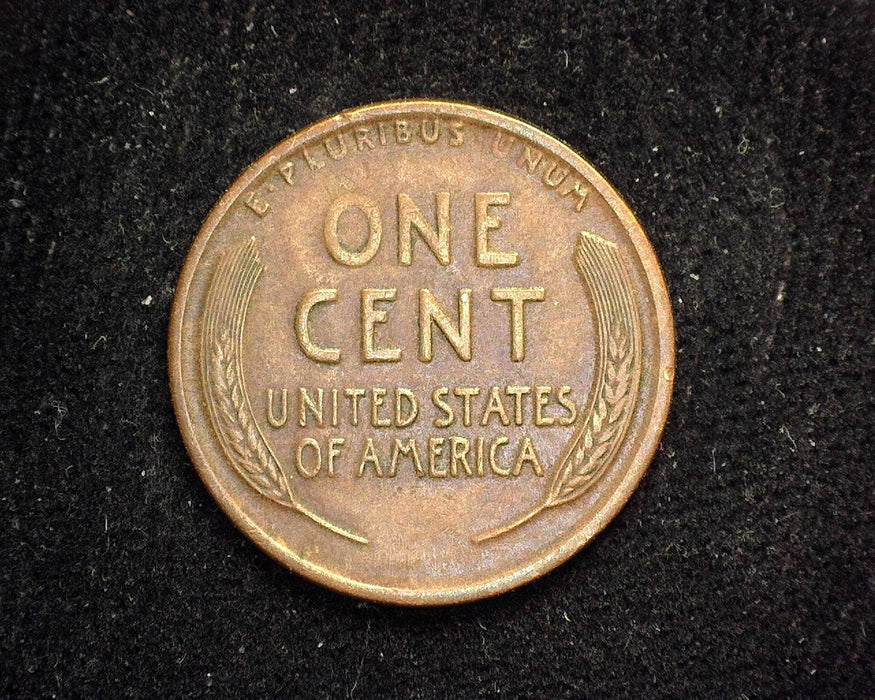 E·PLURIBUS·UNUM
ONE
CENT
UNITED STATES
OF AMERICA